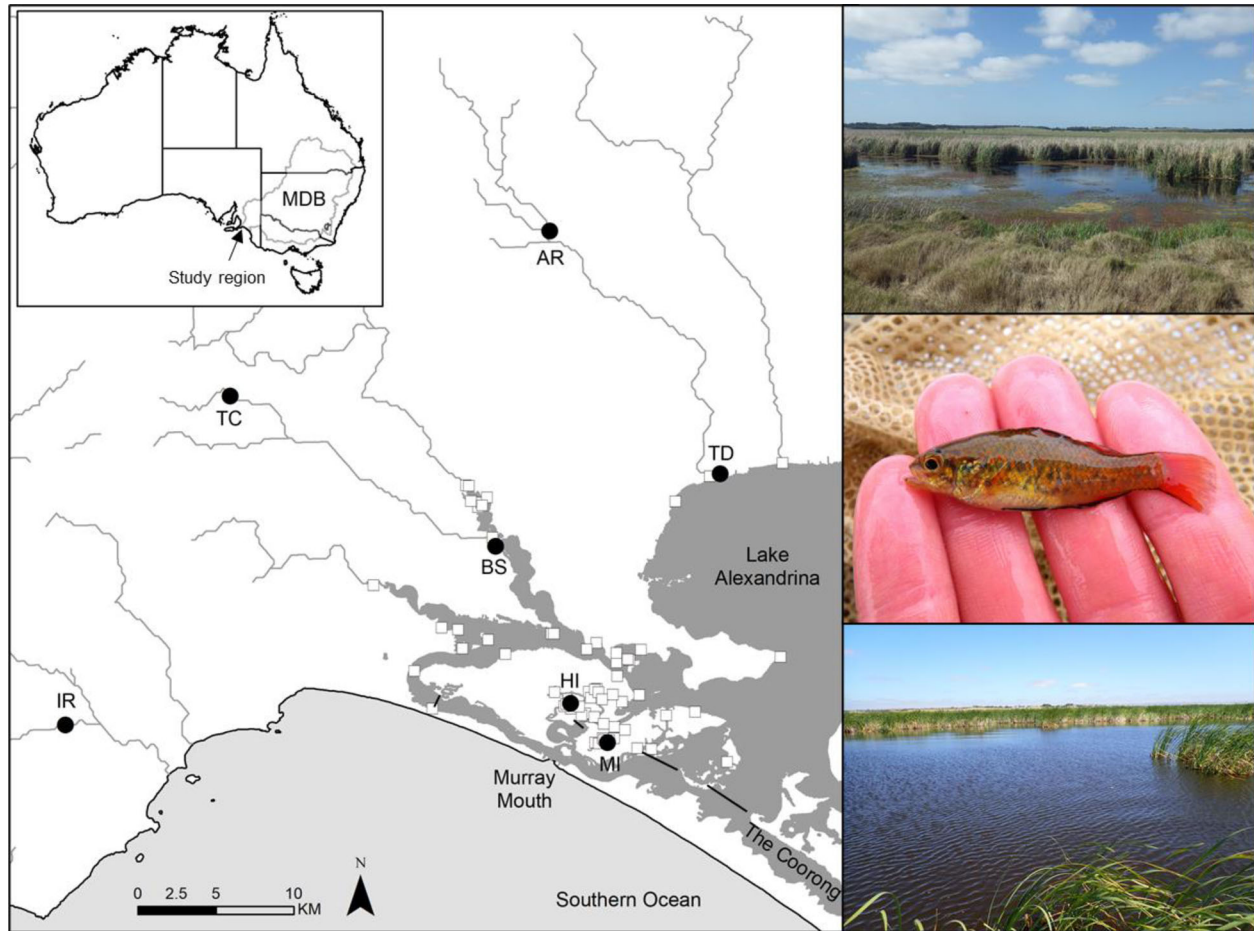 MDB
Study region
AR
TC
TD
BS
Lake
Alexandrina
HI
IR
MI
Murray
Mouth
The Coorong
N
0 2.5 5 10
KM
Southern Ocean